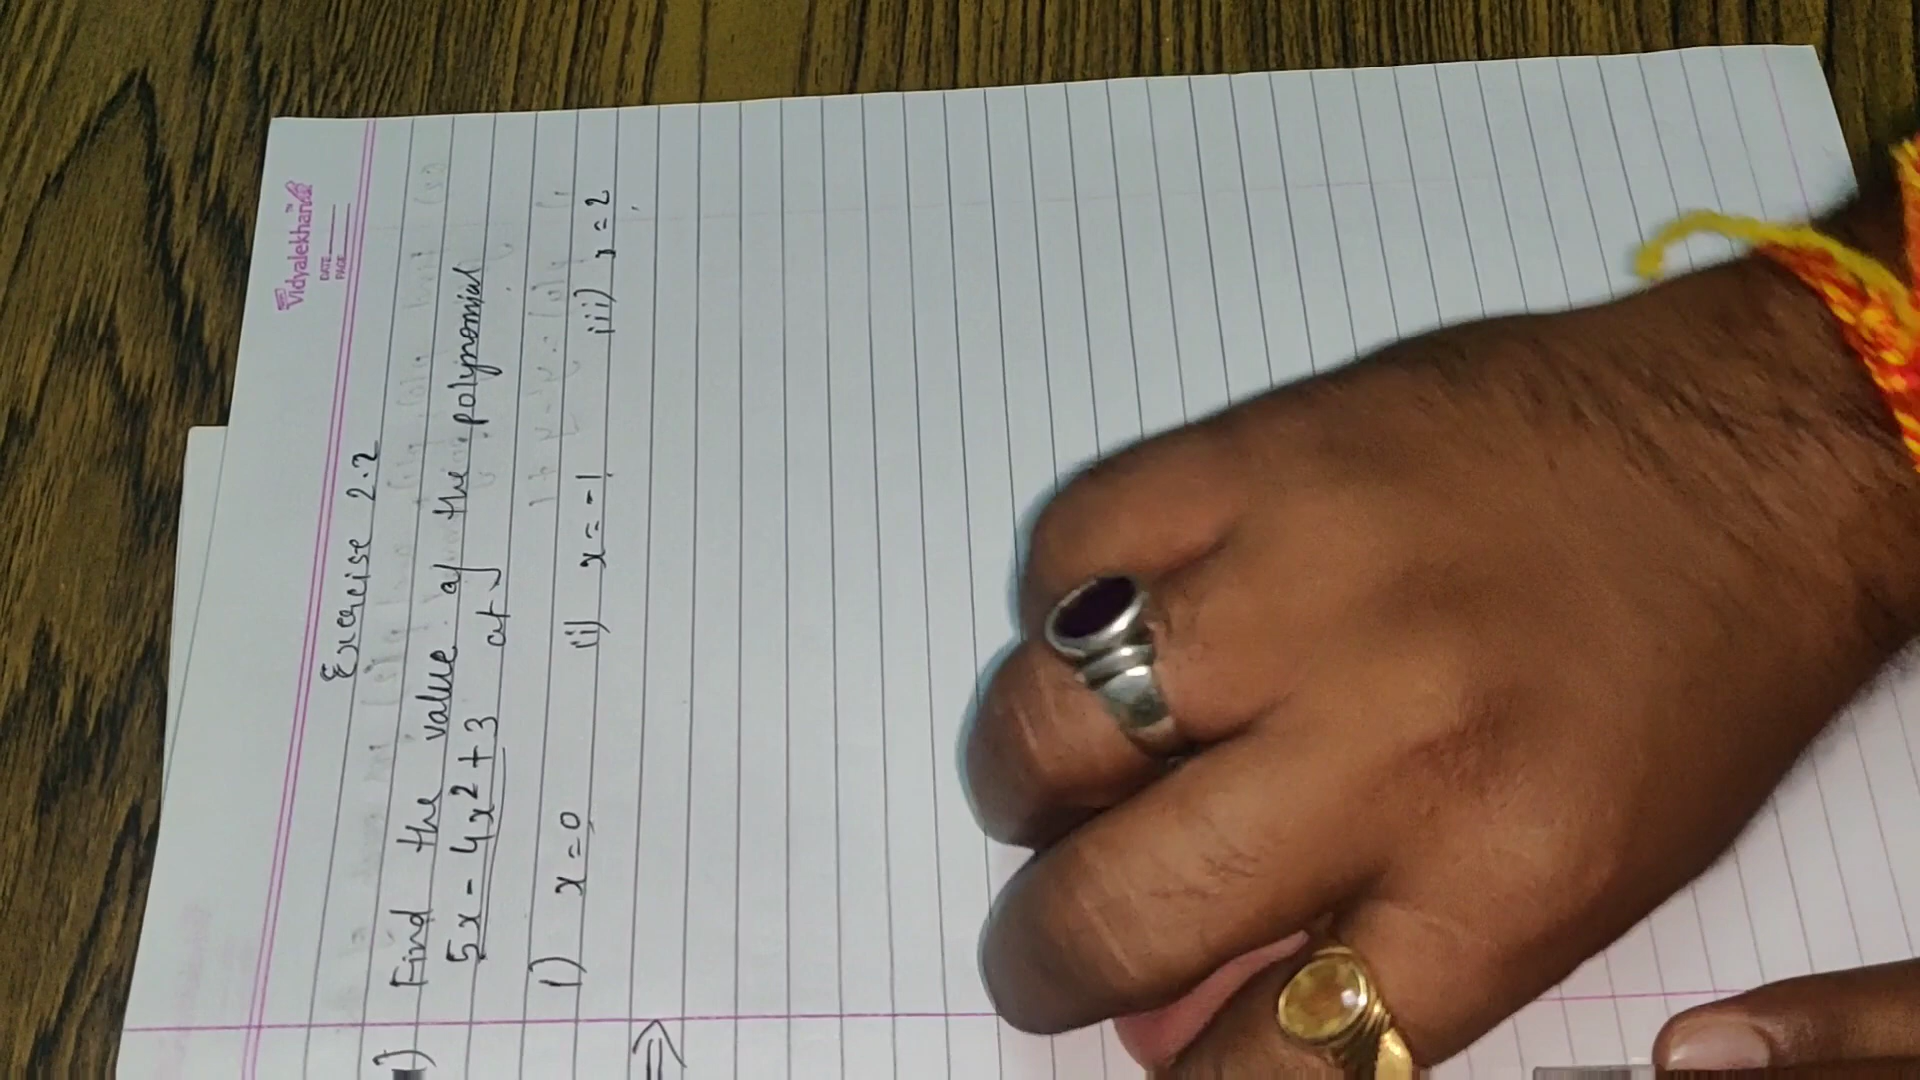 Vidyalekhan™
DATE
PAGE
Exercise 2.2
1) Find the value of the polynomial
5x - 4x² + 3 at
i) x = 0 ii) x = -1 iii) x = 2
⇒